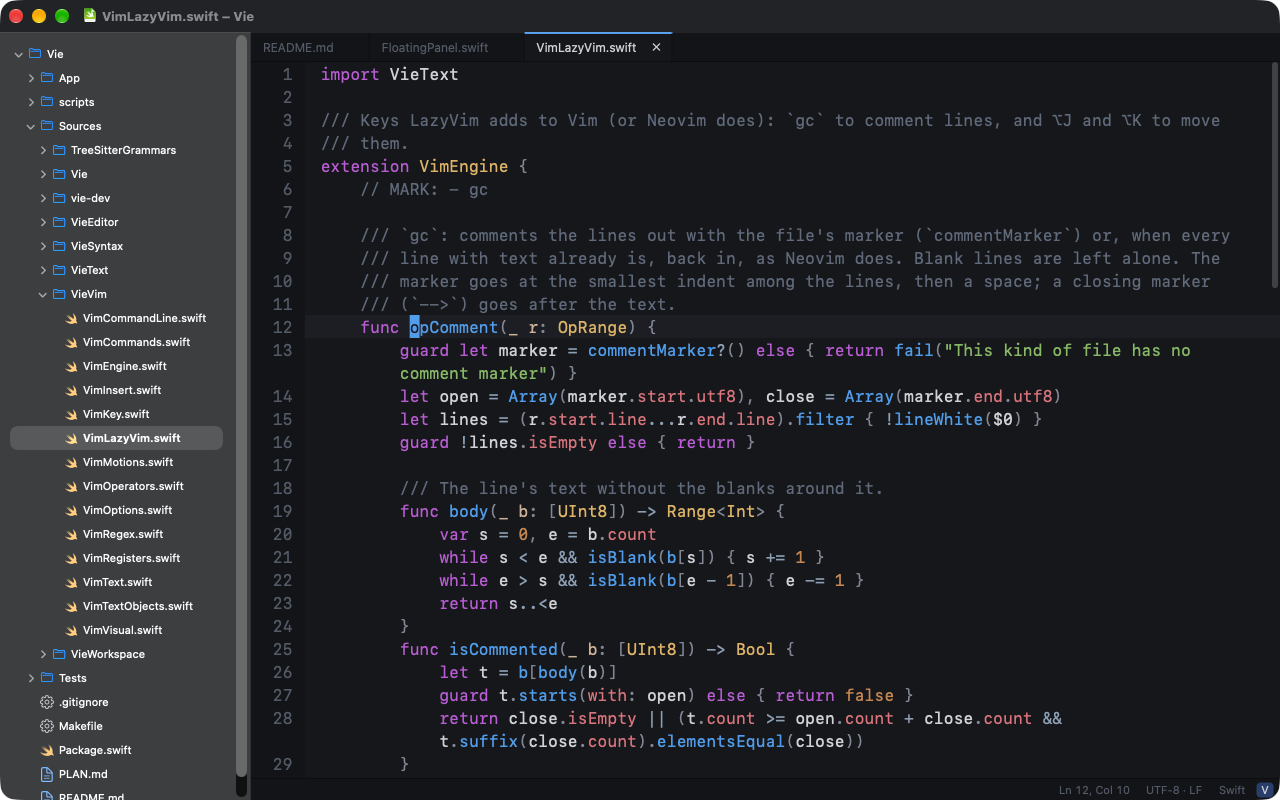 VimLazyVim.swift – Vie
Vie
App
scripts
Sources
TreeSitterGrammars
Vie
vie-dev
VieEditor
VieSyntax
VieText
VieVim
VimCommandLine.swift
VimCommands.swift
VimEngine.swift
VimInsert.swift
VimKey.swift
VimLazyVim.swift
VimMotions.swift
VimOperators.swift
VimOptions.swift
VimRegex.swift
VimRegisters.swift
VimText.swift
VimTextObjects.swift
VimVisual.swift
VieWorkspace
Tests
.gitignore
Makefile
Package.swift
PLAN.md
README.md
README.md FloatingPanel.swift VimLazyVim.swift ✕
1 import VieText
2
3 /// Keys LazyVim adds to Vim (or Neovim does): `gc` to comment lines, and ⌥J and ⌥K to move
4 /// them.
5 extension VimEngine {
6     // MARK: - gc
7
8     /// `gc`: comments the lines out with the file's marker (`commentMarker`) or, when every
9     /// line with text already is, back in, as Neovim does. Blank lines are left alone. The
10     /// marker goes at the smallest indent among the lines, then a space; a closing marker
11     /// (`-->`) goes after the text.
12     func opComment(_ r: OpRange) {
13         guard let marker = commentMarker?() else { return fail("This kind of file has no
comment marker") }
14         let open = Array(marker.start.utf8), close = Array(marker.end.utf8)
15         let lines = (r.start.line...r.end.line).filter { !lineWhite($0) }
16         guard !lines.isEmpty else { return }
17
18         /// The line's text without the blanks around it.
19         func body(_ b: [UInt8]) -> Range<Int> {
20             var s = 0, e = b.count
21             while s < e && isBlank(b[s]) { s += 1 }
22             while e > s && isBlank(b[e - 1]) { e -= 1 }
23             return s..<e
24         }
25         func isCommented(_ b: [UInt8]) -> Bool {
26             let t = b[body(b)]
27             guard t.starts(with: open) else { return false }
28             return close.isEmpty || (t.count >= open.count + close.count &&
t.suffix(close.count).elementsEqual(close))
29         }
Ln 12, Col 10 UTF-8 · LF Swift V